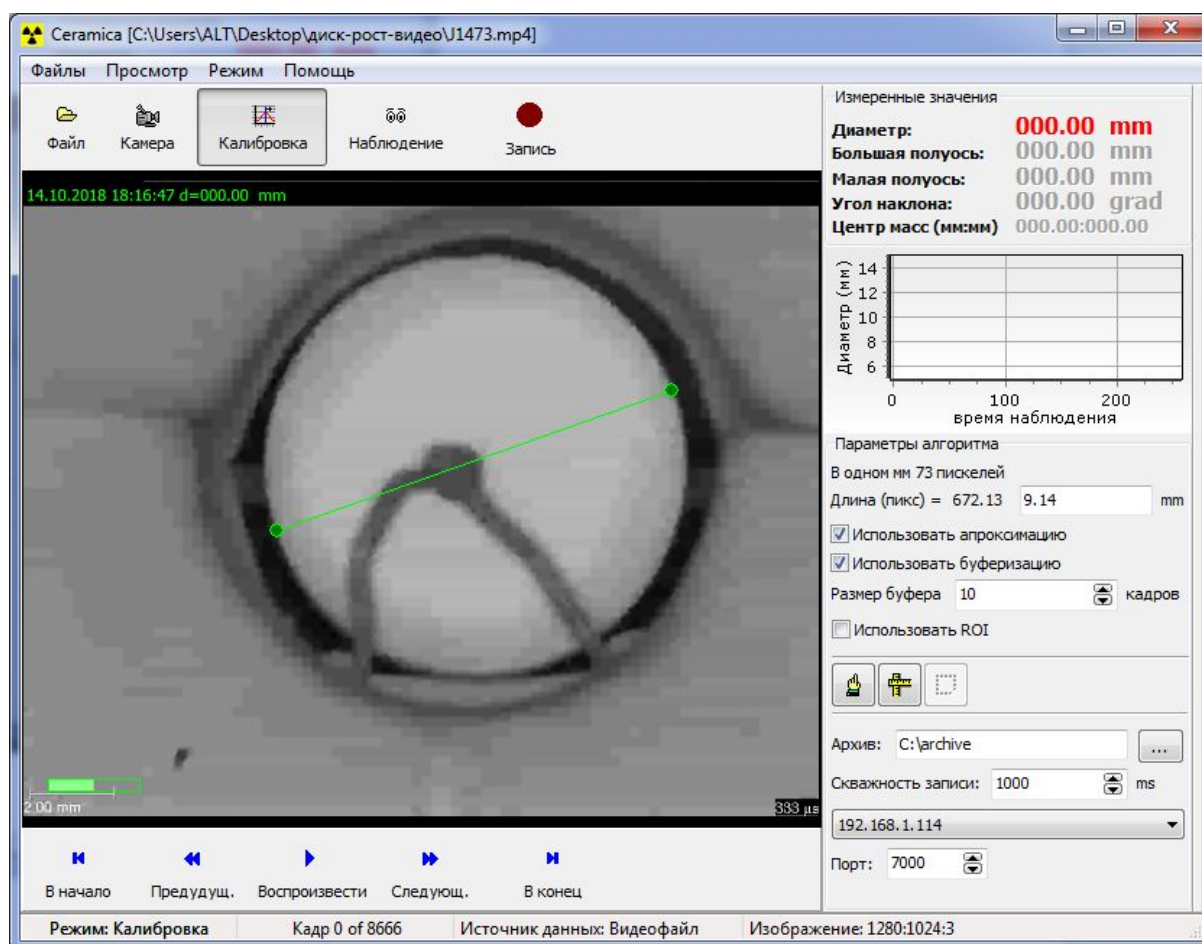 Ceramica [C:\Users\ALT\Desktop\диск-рост-видео\J1473.mp4]
Файлы Просмотр Режим Помощь
Файл Камера Калибровка Наблюдение Запись
14.10.2018 18:16:47 d=000.00 mm
2.00 mm
333 µs
В начало Предудущ. Воспроизвести Следующ. В конец
Измеренные значения
Диаметр: 000.00 mm
Большая полуось: 000.00 mm
Малая полуось: 000.00 mm
Угол наклона: 000.00 grad
Центр масс (мм:мм) 000.00:000.00
Диаметр (мм)
14
12
10
8
6
0 100 200
время наблюдения
Параметры алгоритма
В одном мм 73 пискелей
Длина (пикс) = 672.13 9.14 mm
Использовать апроксимацию
Использовать буферизацию
Размер буфера 10 кадров
Использовать ROI
Архив: C:\archive ...
Скважность записи: 1000 ms
192.168.1.114
Порт: 7000
Режим: Калибровка Кадр 0 of 8666 Источник данных: Видеофайл Изображение: 1280:1024:3